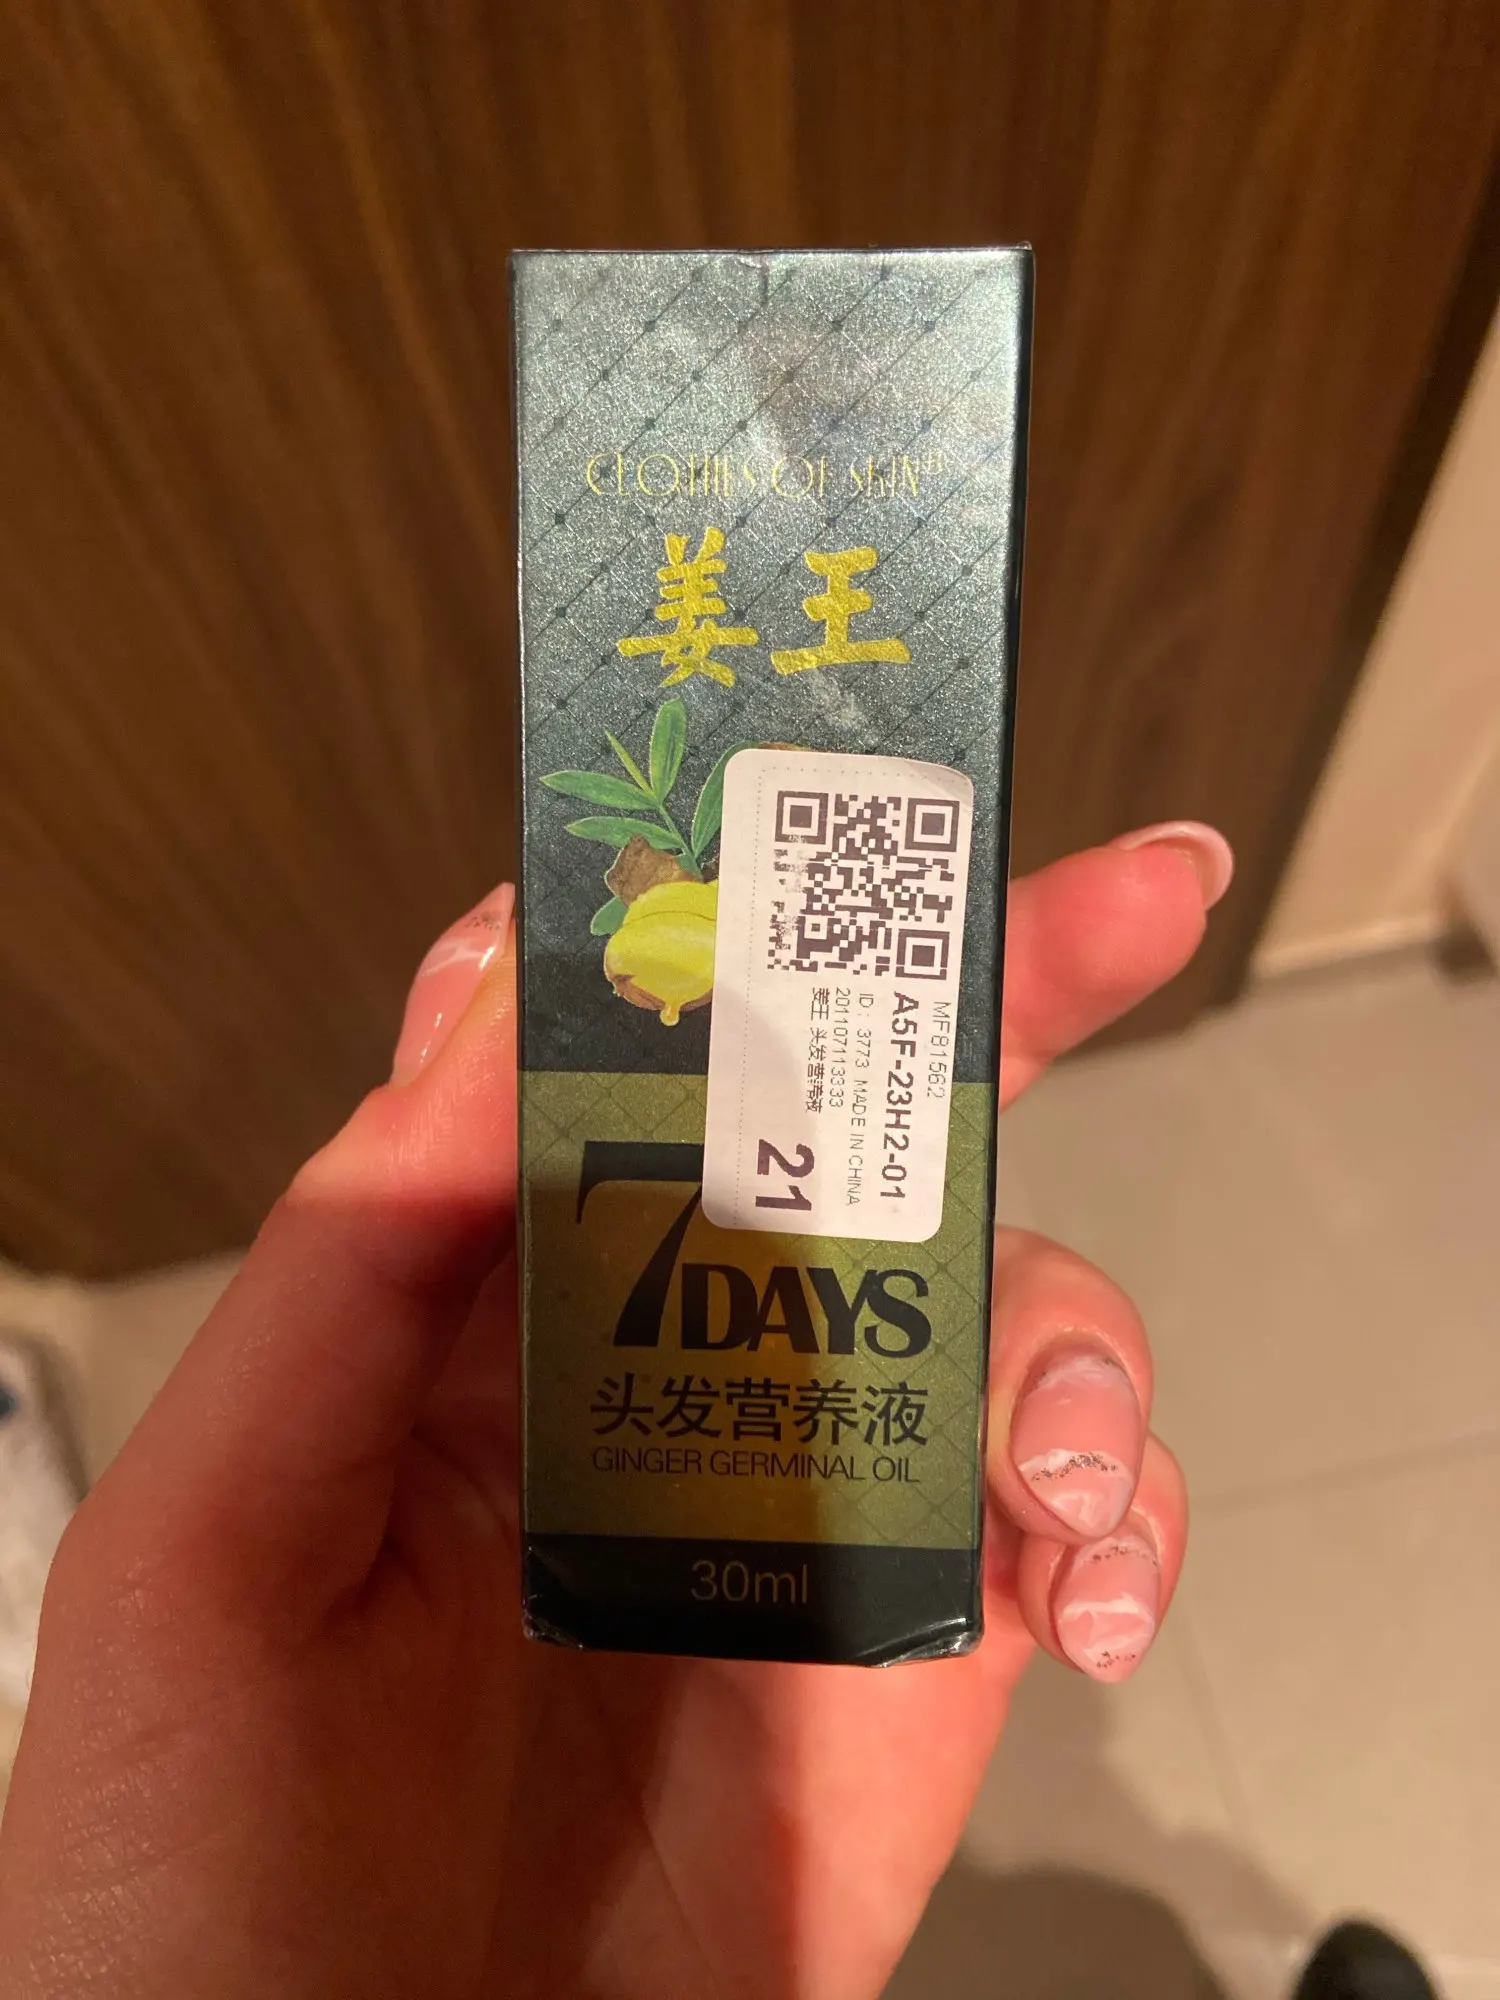 CLOTHES OF SKIN
姜王
MF81562
A5F-23H2-01
ID: 3773 MADE IN CHINA
201107113333
姜王 头发营养液
21
7DAYS
头发营养液
GINGER GERMINAL OIL
30ml